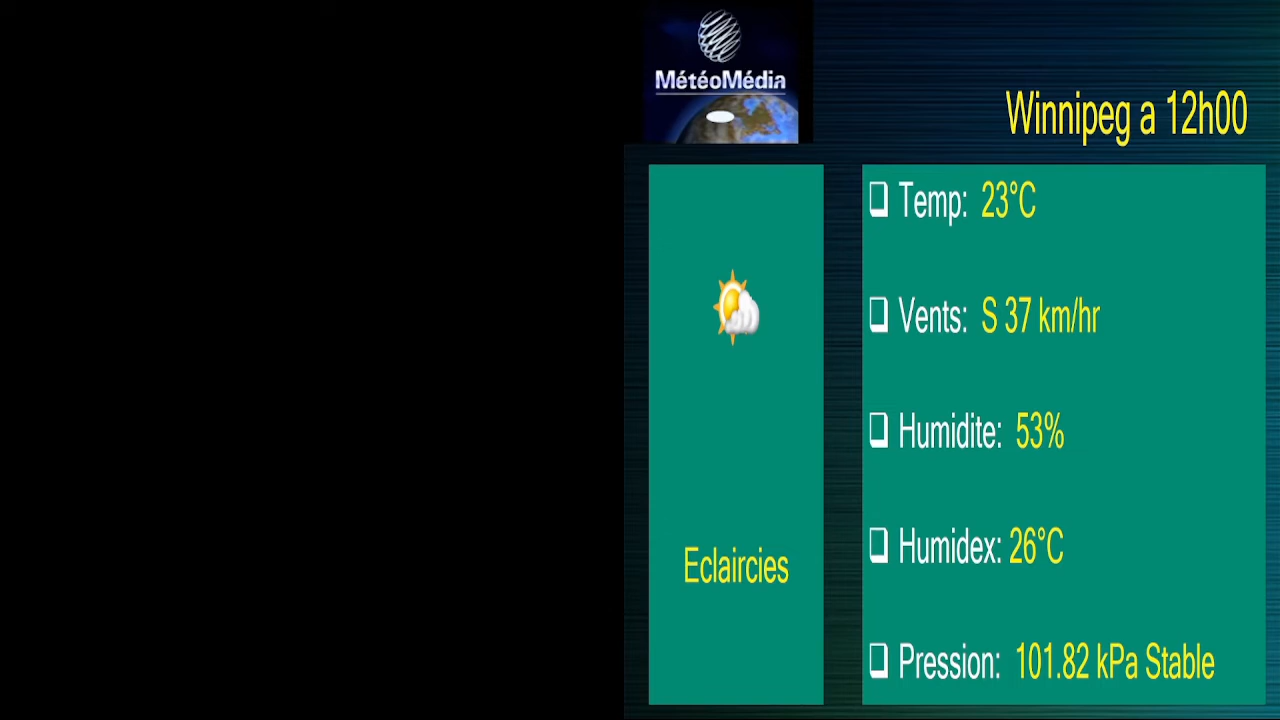 MétéoMédia
Winnipeg a 12h00
Temp: 23°C
Vents: S 37 km/hr
Humidite: 53%
Humidex: 26°C
Pression: 101.82 kPa Stable
Eclaircies